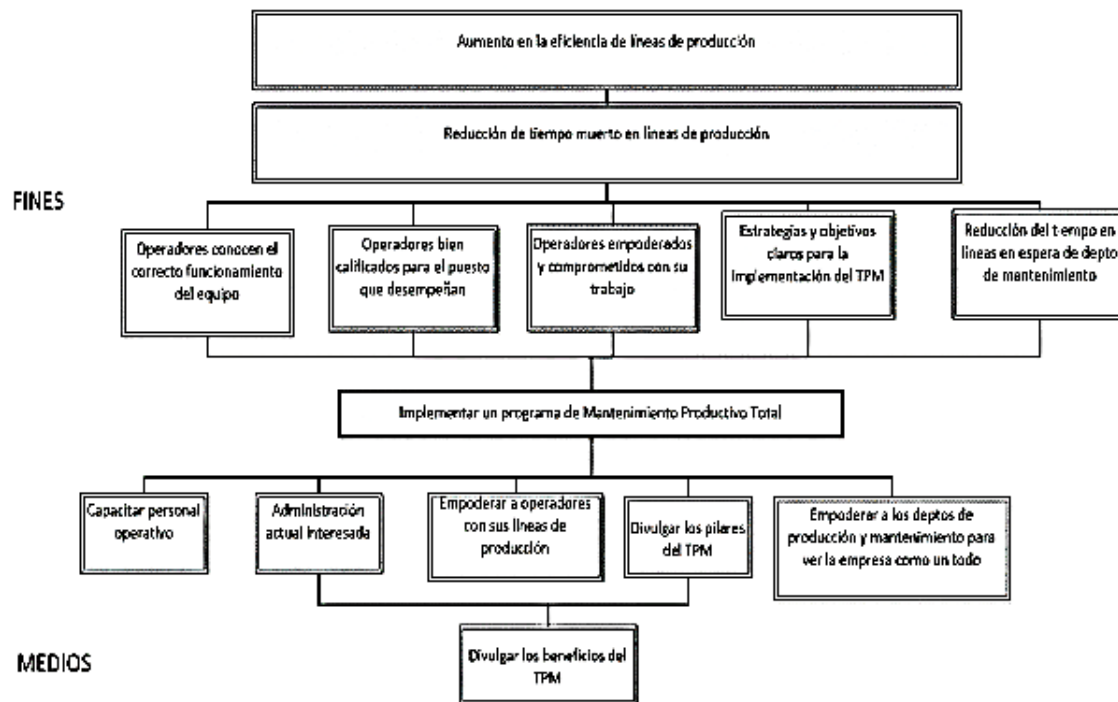 Aumento en la eficiencia de líneas de producción
Reducción de tiempo muerto en líneas de producción
FINES
Operadores conocen el
correcto funcionamiento
del equipo
Operadores bien
calificados para el puesto
que desempeñan
Operadores empoderados
y comprometidos con su
trabajo
Estrategias y objetivos
claros para la
implementación del TPM
Reducción del tiempo en
líneas en espera de depto
de mantenimiento
Implementar un programa de Mantenimiento Productivo Total
Capacitar personal
operativo
Administración
actual interesada
Empoderar a operadores
con sus líneas de
producción
Divulgar los pilares
del TPM
Empoderar a los deptos de
producción y mantenimiento para
ver la empresa como un todo
MEDIOS
Divulgar los beneficios del
TPM